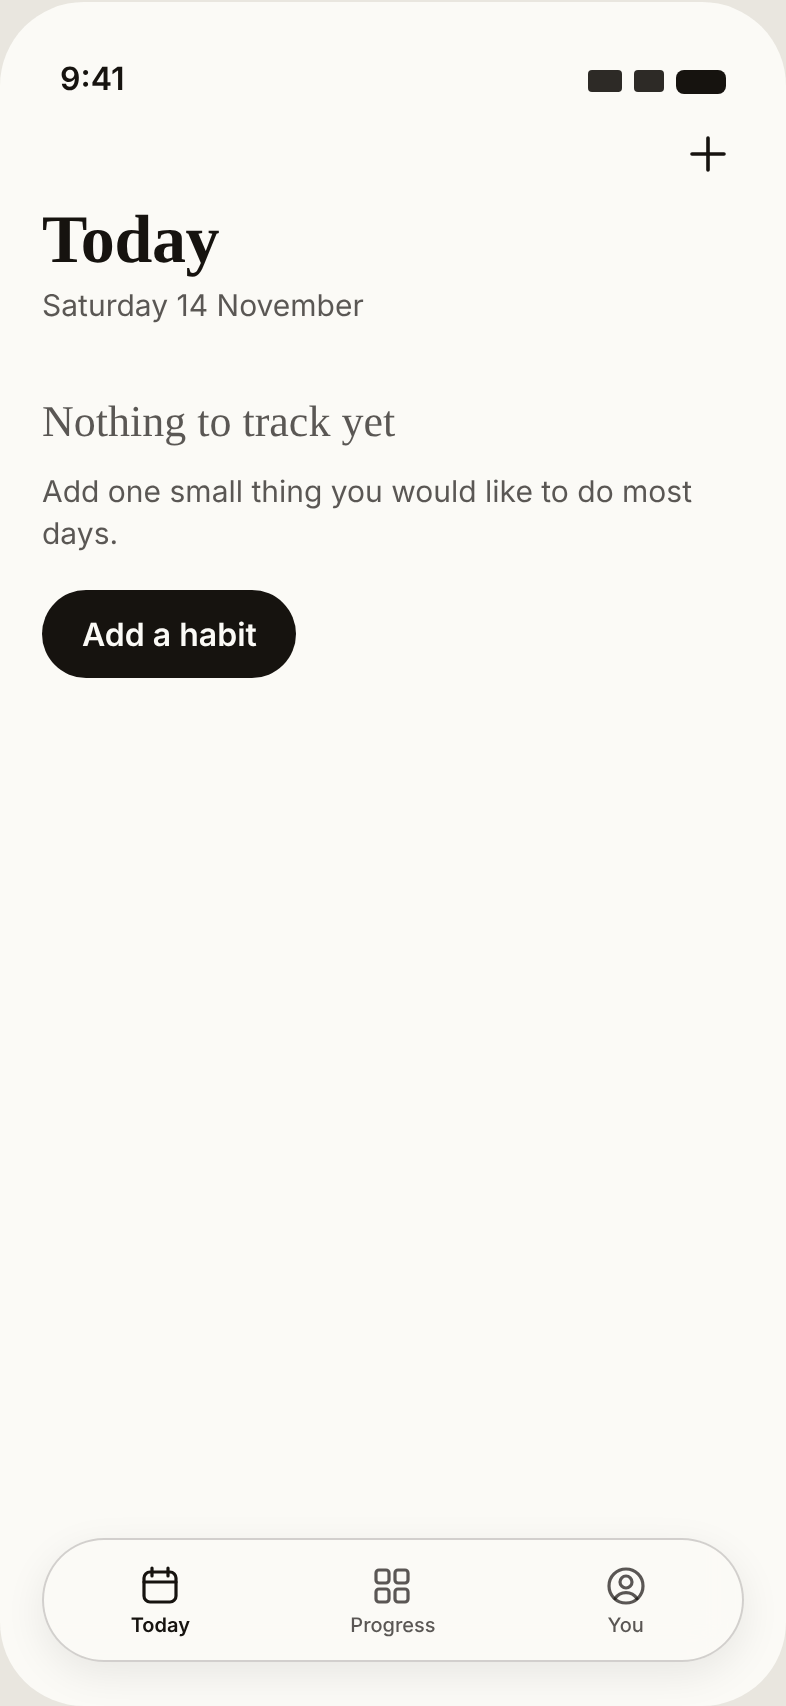 9:41
Today
Saturday 14 November
Nothing to track yet
Add one small thing you would like to do most
days.
Add a habit
Today
Progress
You